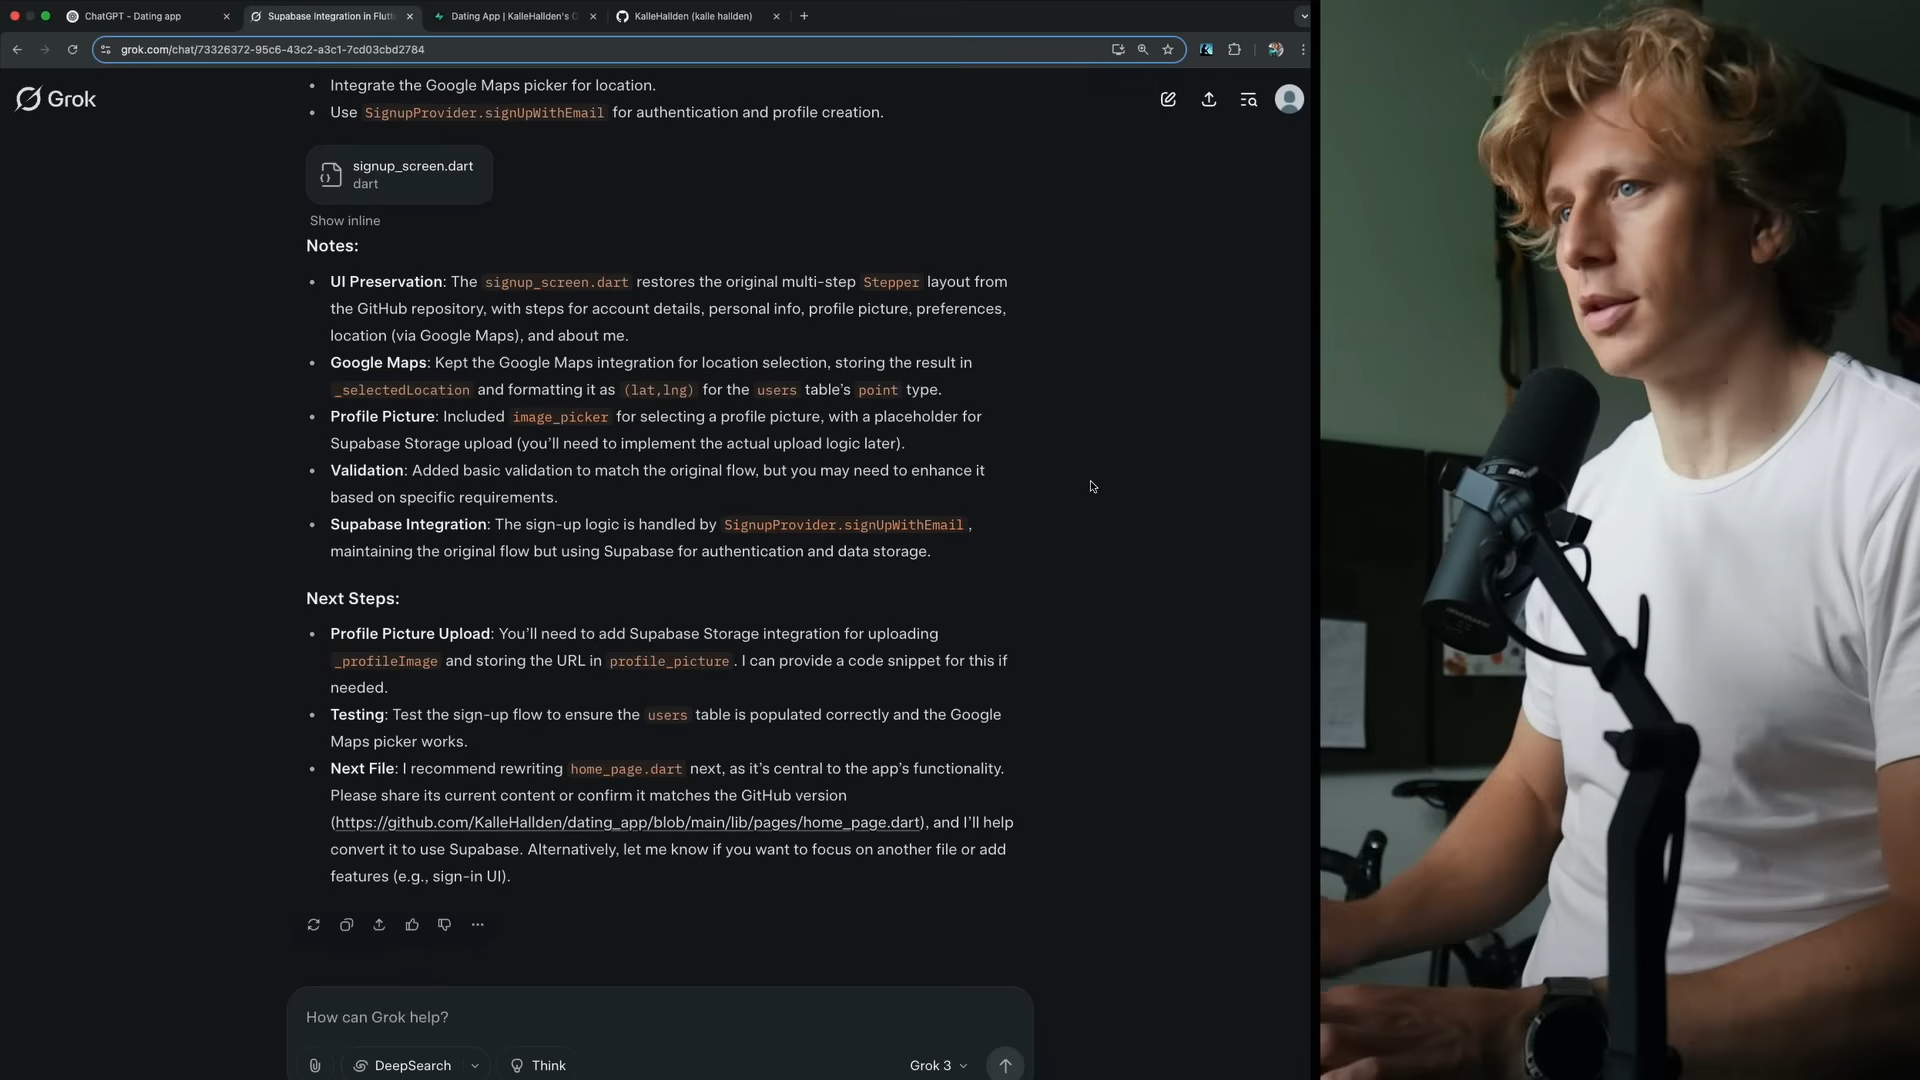 ChatGPT - Dating app
Supabase Integration in Flutt
Dating App | KalleHallden's O
KalleHallden (kalle hallden)
grok.com/chat/73326372-95c6-43c2-a3c1-7cd03cbd2784
Grok
Integrate the Google Maps picker for location.
Use SignupProvider.signUpWithEmail for authentication and profile creation.
signup_screen.dart
dart
Show inline
Notes:
UI Preservation: The signup_screen.dart restores the original multi-step Stepper layout from
the GitHub repository, with steps for account details, personal info, profile picture, preferences,
location (via Google Maps), and about me.
Google Maps: Kept the Google Maps integration for location selection, storing the result in
_selectedLocation and formatting it as (lat,lng) for the users table’s point type.
Profile Picture: Included image_picker for selecting a profile picture, with a placeholder for
Supabase Storage upload (you’ll need to implement the actual upload logic later).
Validation: Added basic validation to match the original flow, but you may need to enhance it
based on specific requirements.
Supabase Integration: The sign-up logic is handled by SignupProvider.signUpWithEmail,
maintaining the original flow but using Supabase for authentication and data storage.
Next Steps:
Profile Picture Upload: You’ll need to add Supabase Storage integration for uploading
_profileImage and storing the URL in profile_picture. I can provide a code snippet for this if
needed.
Testing: Test the sign-up flow to ensure the users table is populated correctly and the Google
Maps picker works.
Next File: I recommend rewriting home_page.dart next, as it’s central to the app’s functionality.
Please share its current content or confirm it matches the GitHub version
(https://github.com/KalleHallden/dating_app/blob/main/lib/pages/home_page.dart), and I’ll help
convert it to use Supabase. Alternatively, let me know if you want to focus on another file or add
features (e.g., sign-in UI).
How can Grok help?
DeepSearch
Think
Grok 3